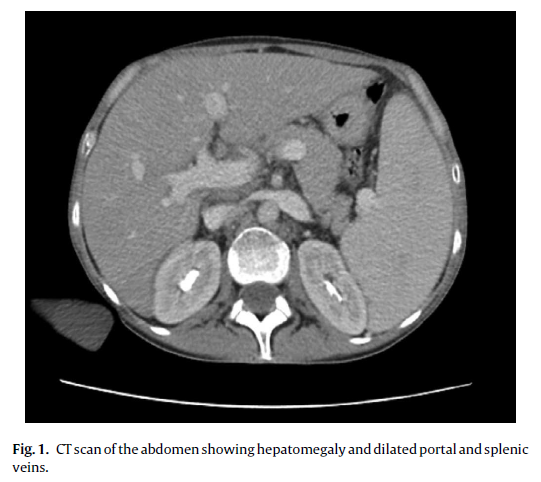 Fig. 1. CT scan of the abdomen showing hepatomegaly and dilated portal and splenic
veins.